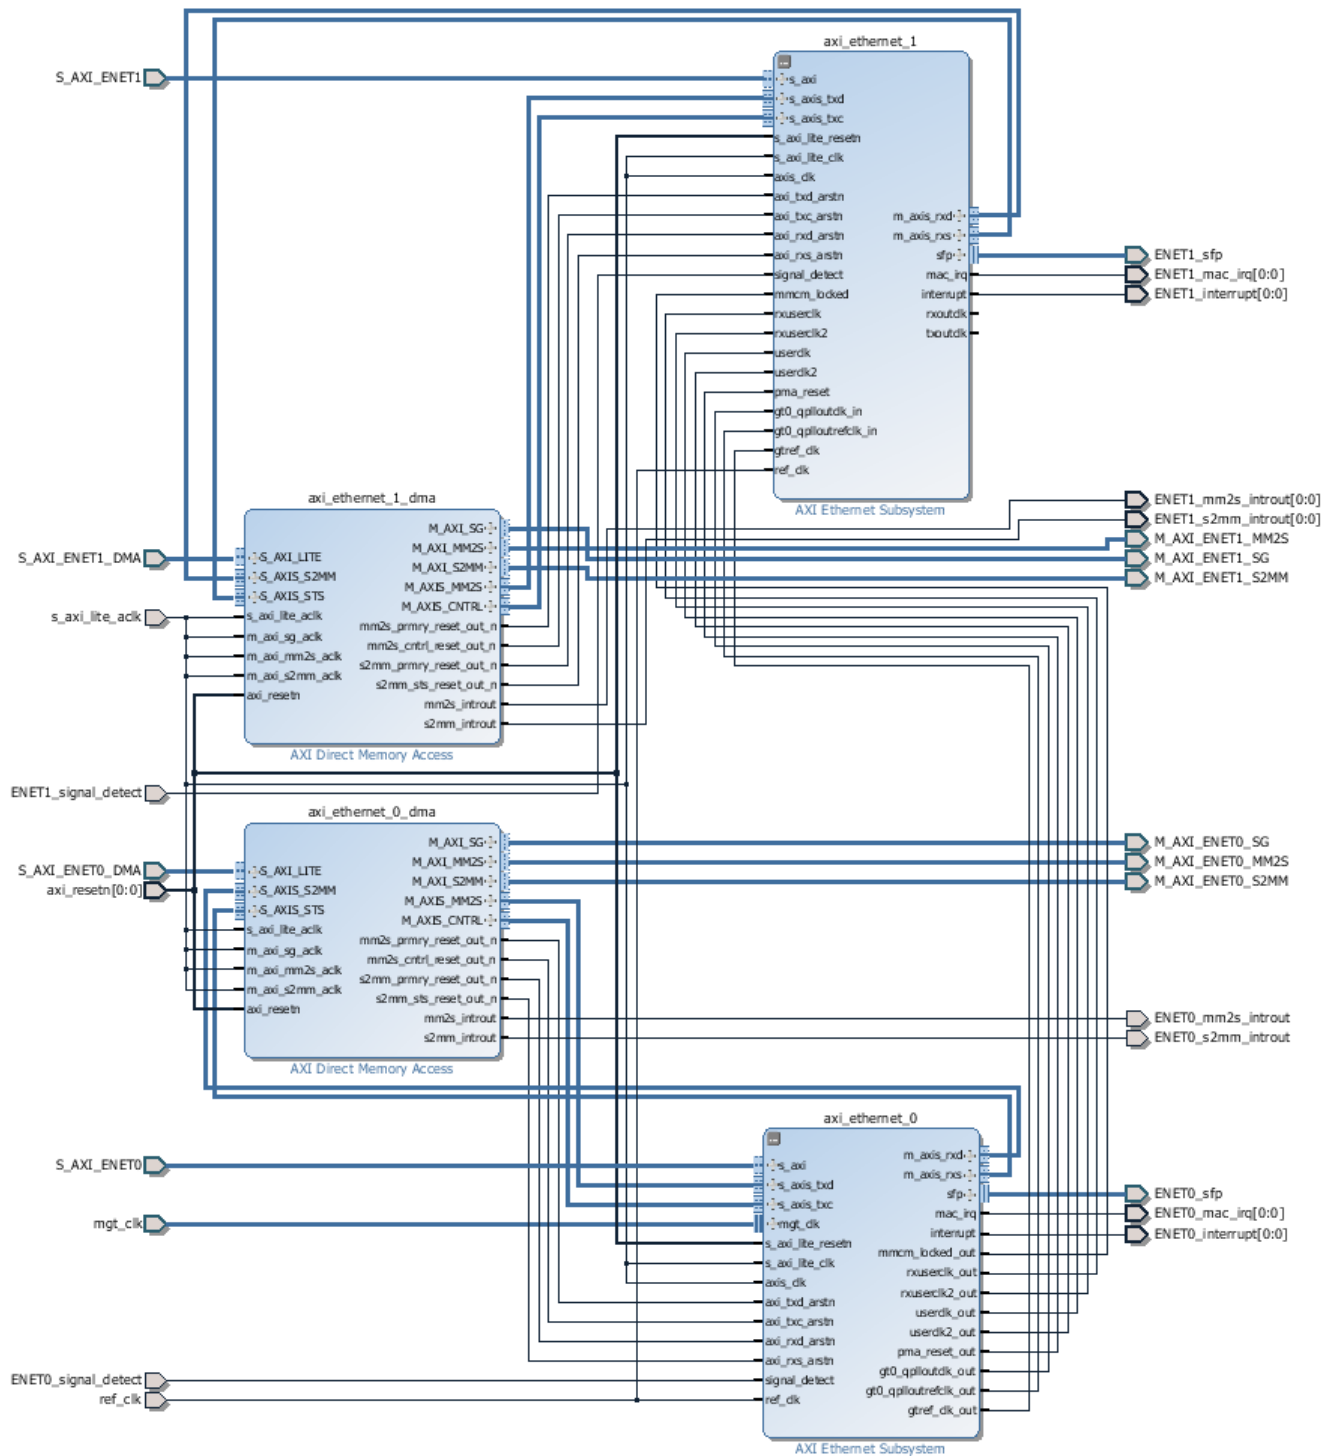 axi_ethernet_1
S_AXI_ENET1
s_axi
s_axis_txd
s_axis_txc
s_axi_lite_resetn
s_axi_lite_clk
axis_clk
axi_txd_arstn
axi_txc_arstn
axi_rxd_arstn
axi_rxs_arstn
signal_detect
mmcm_locked
rxuserclk
rxuserclk2
userclk
userclk2
pma_reset
gt0_qplloutclk_in
gt0_qplloutrefclk_in
gtref_clk
ref_clk
m_axis_rxd
m_axis_rxs
sfp
mac_irq
interrupt
rxoutclk
txoutclk
ENET1_sfp
ENET1_mac_irq[0:0]
ENET1_interrupt[0:0]
AXI Ethernet Subsystem
axi_ethernet_1_dma
S_AXI_ENET1_DMA
s_axi_lite_aclk
S_AXI_LITE
S_AXIS_S2MM
S_AXIS_STS
s_axi_lite_aclk
m_axi_sg_aclk
m_axi_mm2s_aclk
m_axi_s2mm_aclk
axi_resetn
M_AXI_SG
M_AXI_MM2S
M_AXI_S2MM
M_AXIS_MM2S
M_AXIS_CNTRL
mm2s_prmry_reset_out_n
mm2s_cntrl_reset_out_n
s2mm_prmry_reset_out_n
s2mm_sts_reset_out_n
mm2s_introut
s2mm_introut
ENET1_mm2s_introut[0:0]
ENET1_s2mm_introut[0:0]
M_AXI_ENET1_MM2S
M_AXI_ENET1_SG
M_AXI_ENET1_S2MM
AXI Direct Memory Access
ENET1_signal_detect
axi_ethernet_0_dma
S_AXI_ENET0_DMA
axi_resetn[0:0]
S_AXI_LITE
S_AXIS_S2MM
S_AXIS_STS
s_axi_lite_aclk
m_axi_sg_aclk
m_axi_mm2s_aclk
m_axi_s2mm_aclk
axi_resetn
M_AXI_SG
M_AXI_MM2S
M_AXI_S2MM
M_AXIS_MM2S
M_AXIS_CNTRL
mm2s_prmry_reset_out_n
mm2s_cntrl_reset_out_n
s2mm_prmry_reset_out_n
s2mm_sts_reset_out_n
mm2s_introut
s2mm_introut
M_AXI_ENET0_SG
M_AXI_ENET0_MM2S
M_AXI_ENET0_S2MM
ENET0_mm2s_introut
ENET0_s2mm_introut
AXI Direct Memory Access
axi_ethernet_0
S_AXI_ENET0
mgt_clk
ENET0_signal_detect
ref_clk
s_axi
s_axis_txd
s_axis_txc
mgt_clk
s_axi_lite_resetn
s_axi_lite_clk
axis_clk
axi_txd_arstn
axi_txc_arstn
axi_rxd_arstn
axi_rxs_arstn
signal_detect
ref_clk
m_axis_rxd
m_axis_rxs
sfp
mac_irq
interrupt
mmcm_locked_out
rxuserclk_out
rxuserclk2_out
userclk_out
userclk2_out
pma_reset_out
gt0_qplloutclk_out
gt0_qplloutrefclk_out
gtref_clk_out
ENET0_sfp
ENET0_mac_irq[0:0]
ENET0_interrupt[0:0]
AXI Ethernet Subsystem